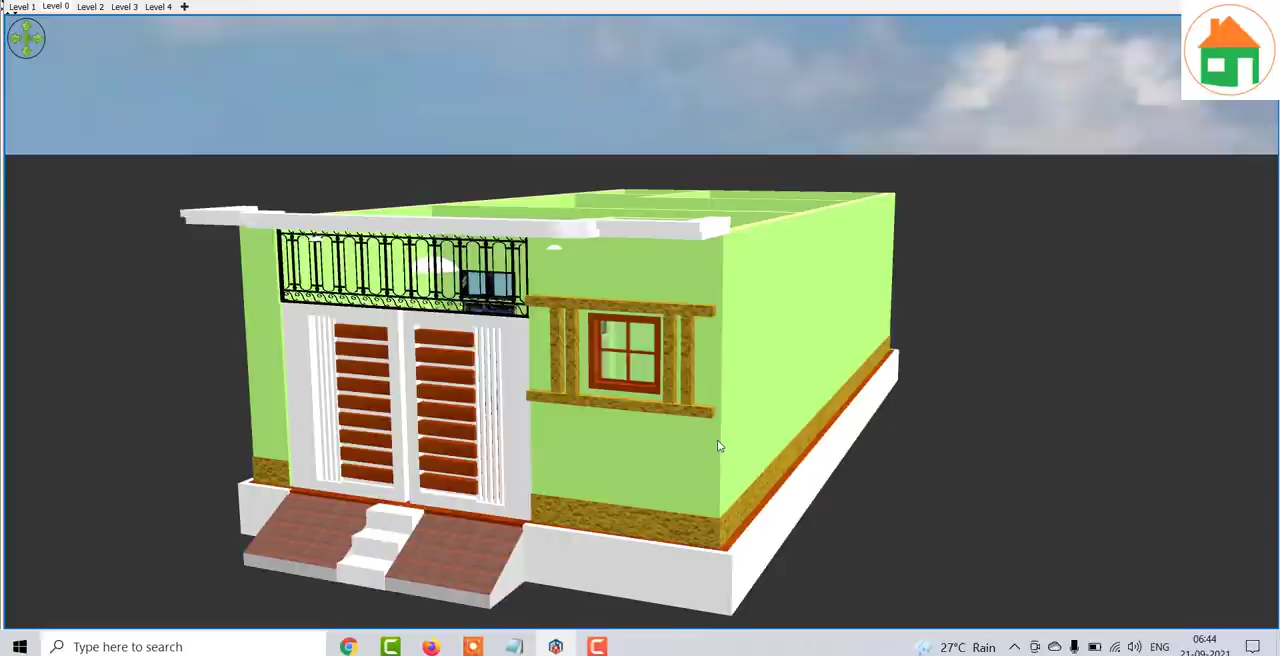 Level 1 Level 0 Level 2 Level 3 Level 4
Type here to search
27°C Rain
ENG
06:44
21-09-2021